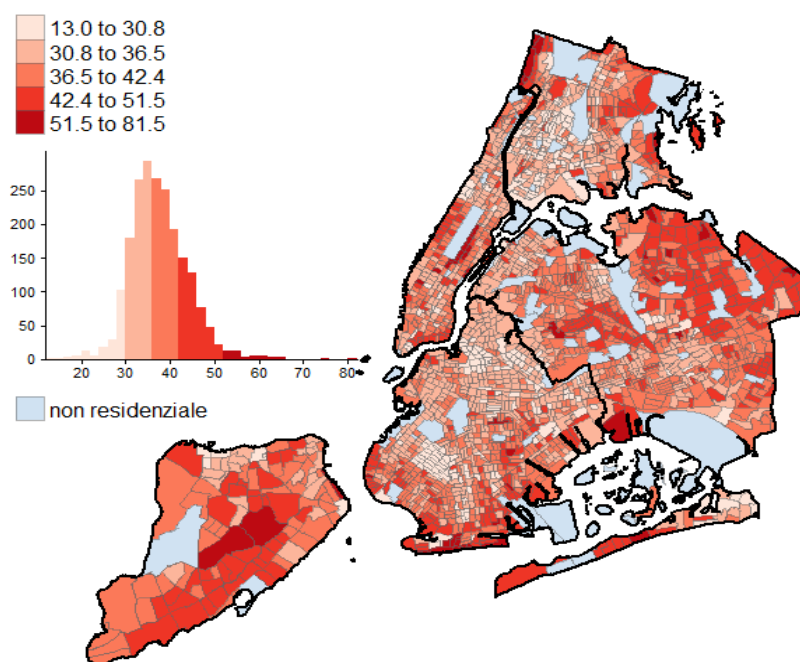 13.0 to 30.8
30.8 to 36.5
36.5 to 42.4
42.4 to 51.5
51.5 to 81.5
250
200
150
100
50
0
20 30 40 50 60 70 80
non residenziale